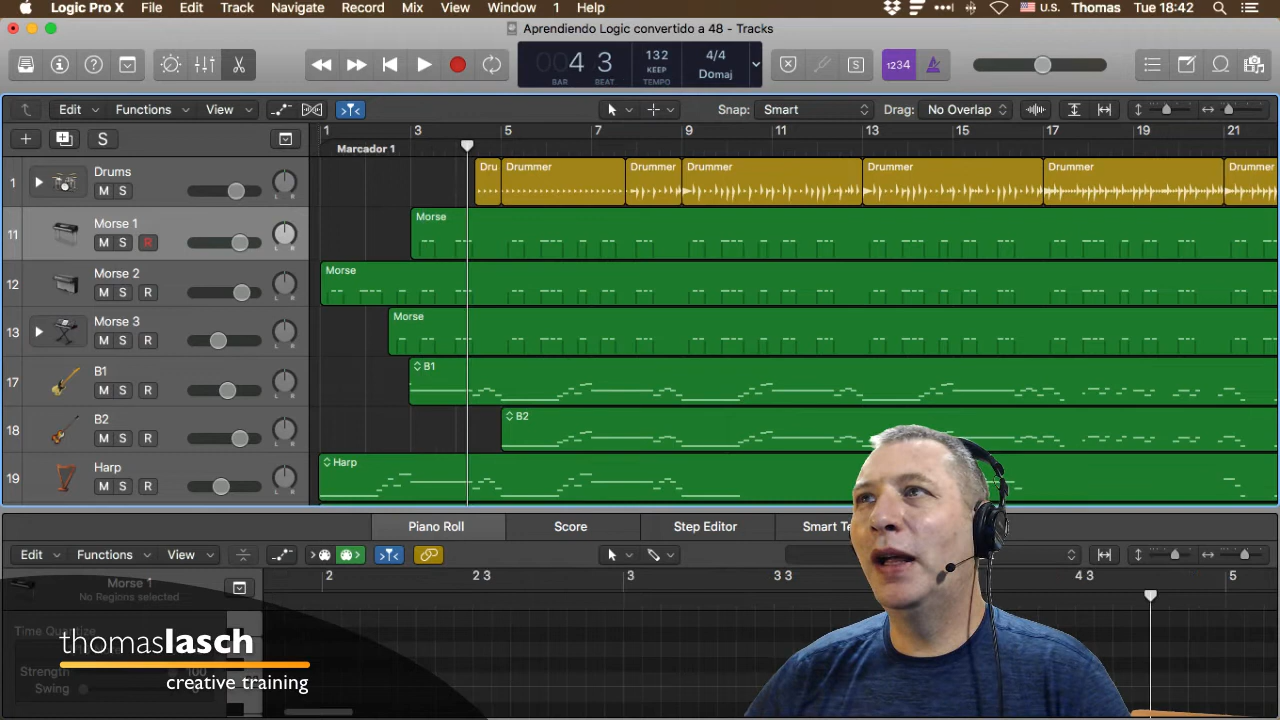 Logic Pro X File Edit Track Navigate Record Mix View Window 1 Help U.S. Thomas Tue 18:42
Aprendiendo Logic convertido a 48 - Tracks
004 3 132 4/4
KEEP Domaj
BAR BEAT TEMPO
1234
Edit Functions View Snap: Smart Drag: No Overlap
S
1 3 5 7 9 11 13 15 17 19 21
Marcador 1
1 Drums M S
Dru Drummer Drummer Drummer Drummer Drummer Drummer
11 Morse 1 M S R L R
Morse
12 Morse 2 M S R L R
Morse
13 Morse 3 M S R L R
Morse
17 B1 M S R L R
B1
18 B2 M S R L R
B2
19 Harp M S R L R
Harp
Piano Roll Score Step Editor Smart Te
Edit Functions View
2 2 3 3 3 3 4 3 5
Morse 1
No Regions selected
Time Quantize
Strength 100
Swing
thomaslasch
creative training